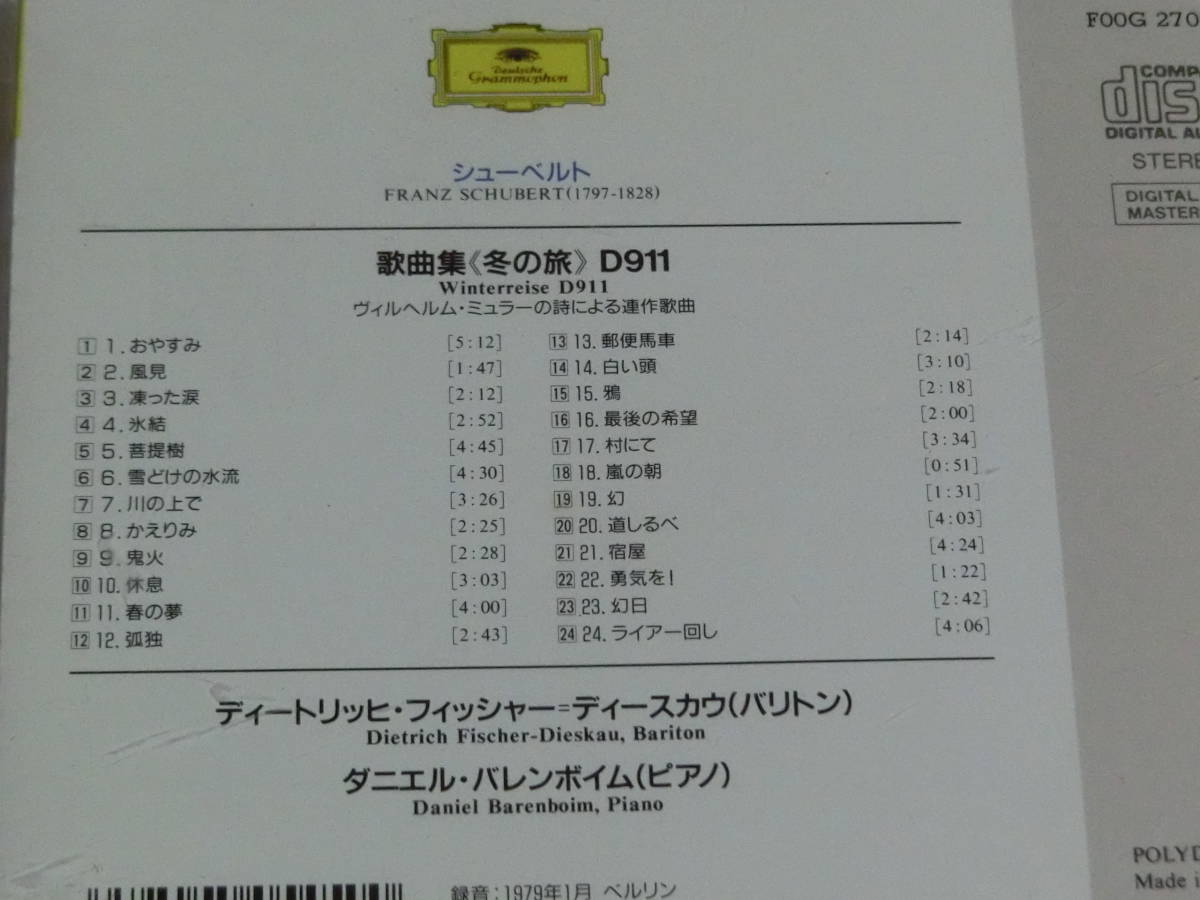 Deutsche
Grammophon
シューベルト
FRANZ SCHUBERT(1797-1828)
歌曲集《冬の旅》 D911
Winterreise D911
ヴィルヘルム・ミュラーの詩による連作歌曲
1 1. おやすみ [5:12]
2 2. 風見 [1:47]
3 3. 凍った涙 [2:12]
4 4. 氷結 [2:52]
5 5. 菩提樹 [4:45]
6 6. 雪どけの水流 [4:30]
7 7. 川の上で [3:26]
8 8. かえりみ [2:25]
9 9. 鬼火 [2:28]
10 10. 休息 [3:03]
11 11. 春の夢 [4:00]
12 12. 孤独 [2:43]
13 13. 郵便馬車 [2:14]
14 14. 白い頭 [3:10]
15 15. 鴉 [2:18]
16 16. 最後の希望 [2:00]
17 17. 村にて [3:34]
18 18. 嵐の朝 [0:51]
19 19. 幻 [1:31]
20 20. 道しるべ [4:03]
21 21. 宿屋 [4:24]
22 22. 勇気を! [1:22]
23 23. 幻日 [2:42]
24 24. ライアー回し [4:06]
ディートリッヒ・フィッシャー=ディースカウ(バリトン)
Dietrich Fischer-Dieskau, Bariton
ダニエル・バレンボイム(ピアノ)
Daniel Barenboim, Piano
録音:1979年1月 ベルリン
F00G 270
COMPA
disc
DIGITAL AU
STERE
DIGITAL
MASTER
POLYD
Made i